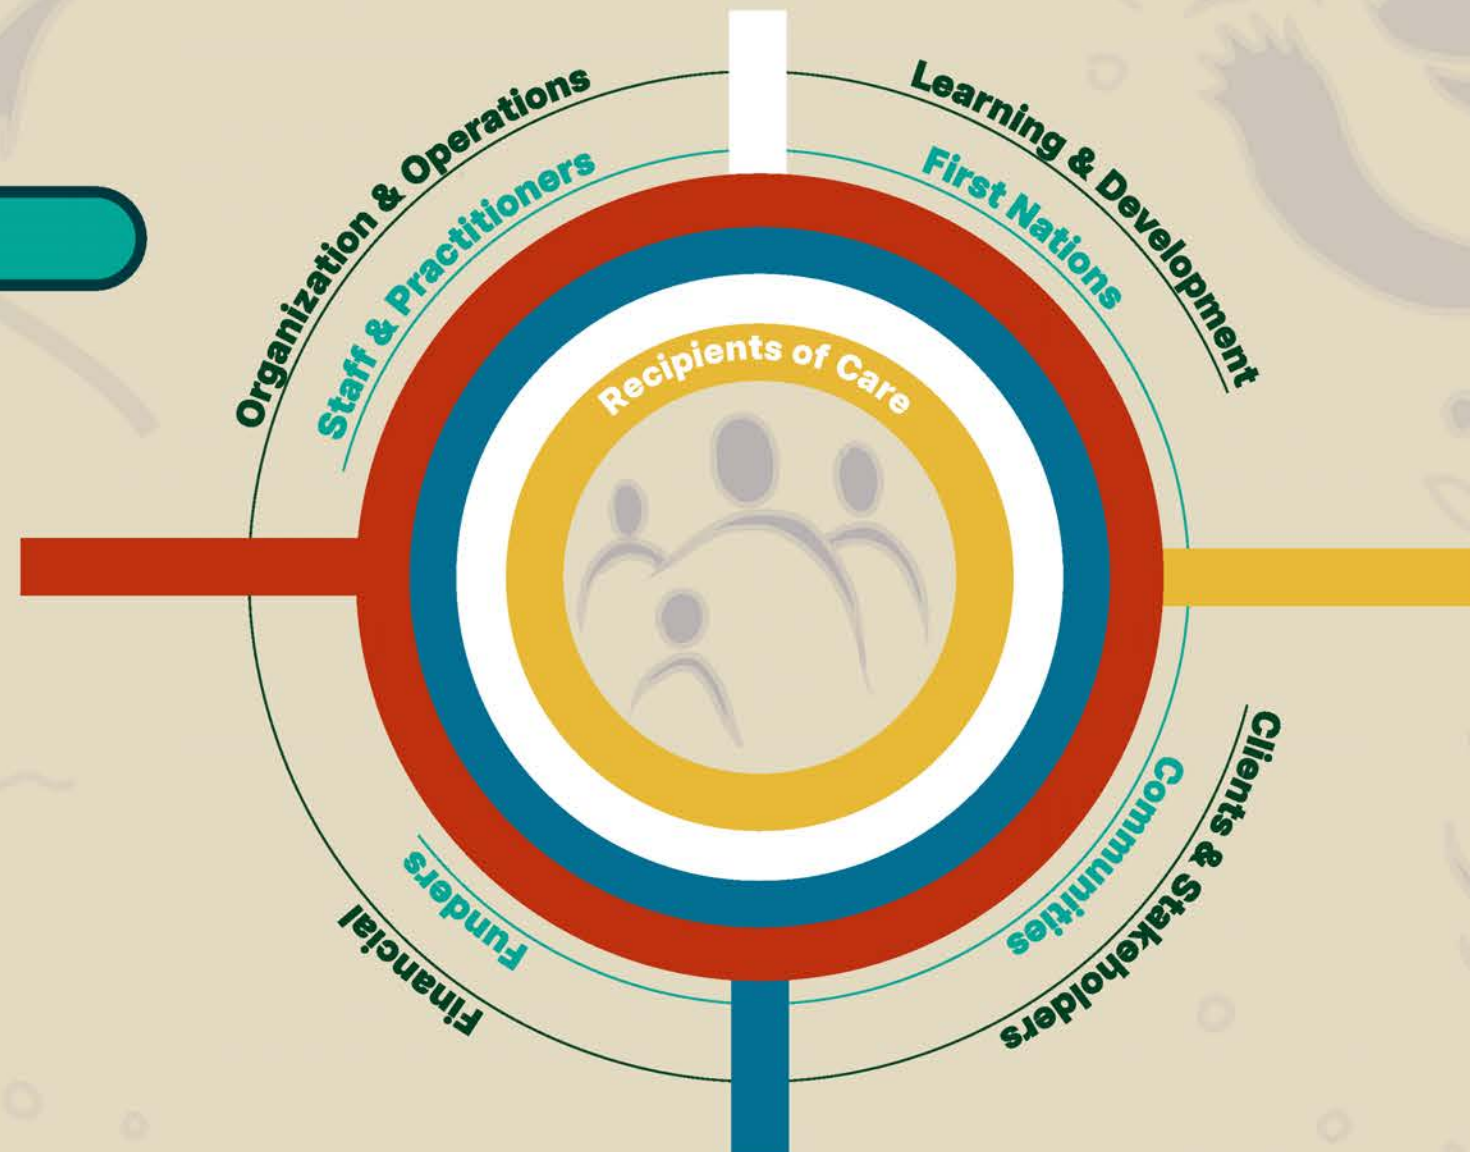 Organization & Operations
Learning & Development
Staff & Practitioners
First Nations
Recipients of Care
Clients & Stakeholders
Communities
Funders
Financial